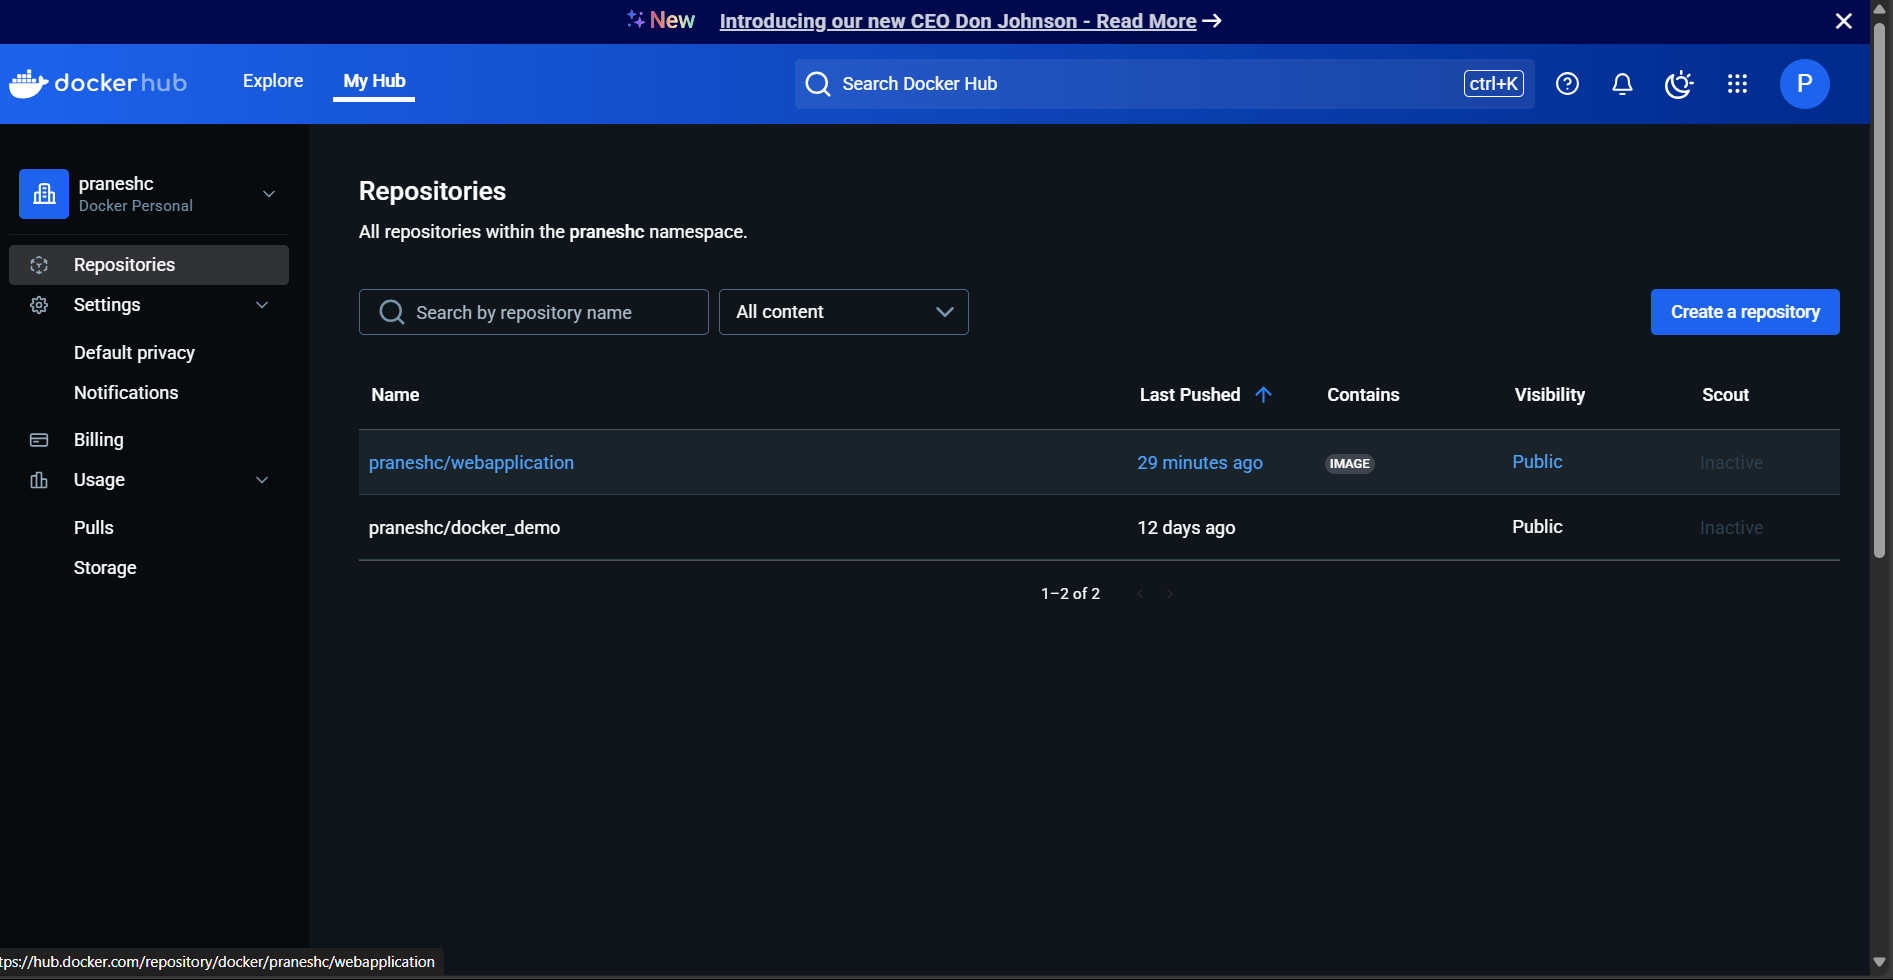 New Introducing our new CEO Don Johnson - Read More →
docker hub Explore My Hub Search Docker Hub ctrl+K P
praneshc
Docker Personal
Repositories
Settings
Default privacy
Notifications
Billing
Usage
Pulls
Storage
Repositories
All repositories within the praneshc namespace.
Search by repository name All content Create a repository
Name Last Pushed Contains Visibility Scout
praneshc/webapplication 29 minutes ago IMAGE Public Inactive
praneshc/docker_demo 12 days ago Public Inactive
1–2 of 2
tps://hub.docker.com/repository/docker/praneshc/webapplication